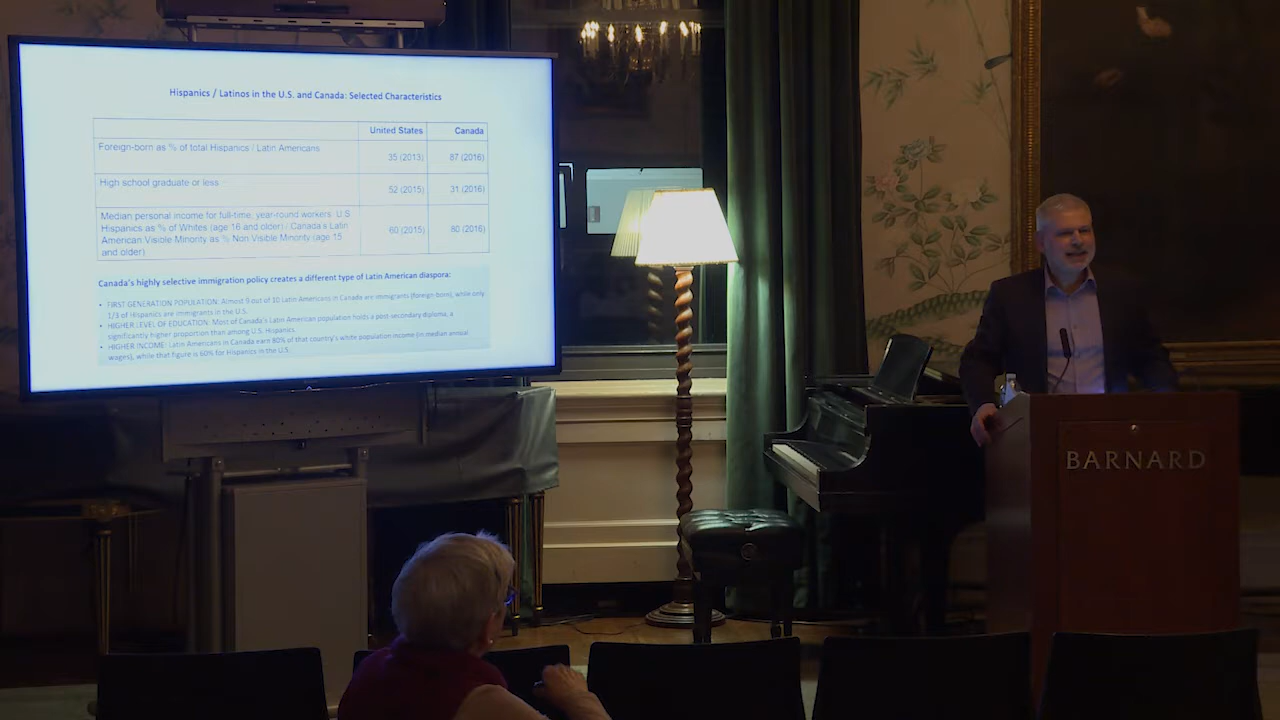 Hispanics / Latinos in the U.S. and Canada: Selected Characteristics
United States Canada
Foreign-born as % of total Hispanics / Latin Americans
35 (2013) 87 (2016)
High school graduate or less
52 (2015) 31 (2016)
Median personal income for full-time, year-round workers U.S
Hispanics as % of Whites (age 16 and older) / Canada's Latin
American Visible Minority as % Non Visible Minority (age 15
and older)
60 (2015) 80 (2016)
Canada's highly selective immigration policy creates a different type of Latin American diaspora:
• FIRST GENERATION POPULATION: Almost 9 out of 10 Latin Americans in Canada are immigrants (foreign-born), while only
1/3 of Hispanics are immigrants in the U.S.
• HIGHER LEVEL OF EDUCATION: Most of Canada's Latin American population holds a post-secondary diploma, a
significantly higher proportion than among U.S. Hispanics.
• HIGHER INCOME: Latin Americans in Canada earn 80% of that country's white population income (in median annual
wages), while that figure is 60% for Hispanics in the U.S.
BARNARD